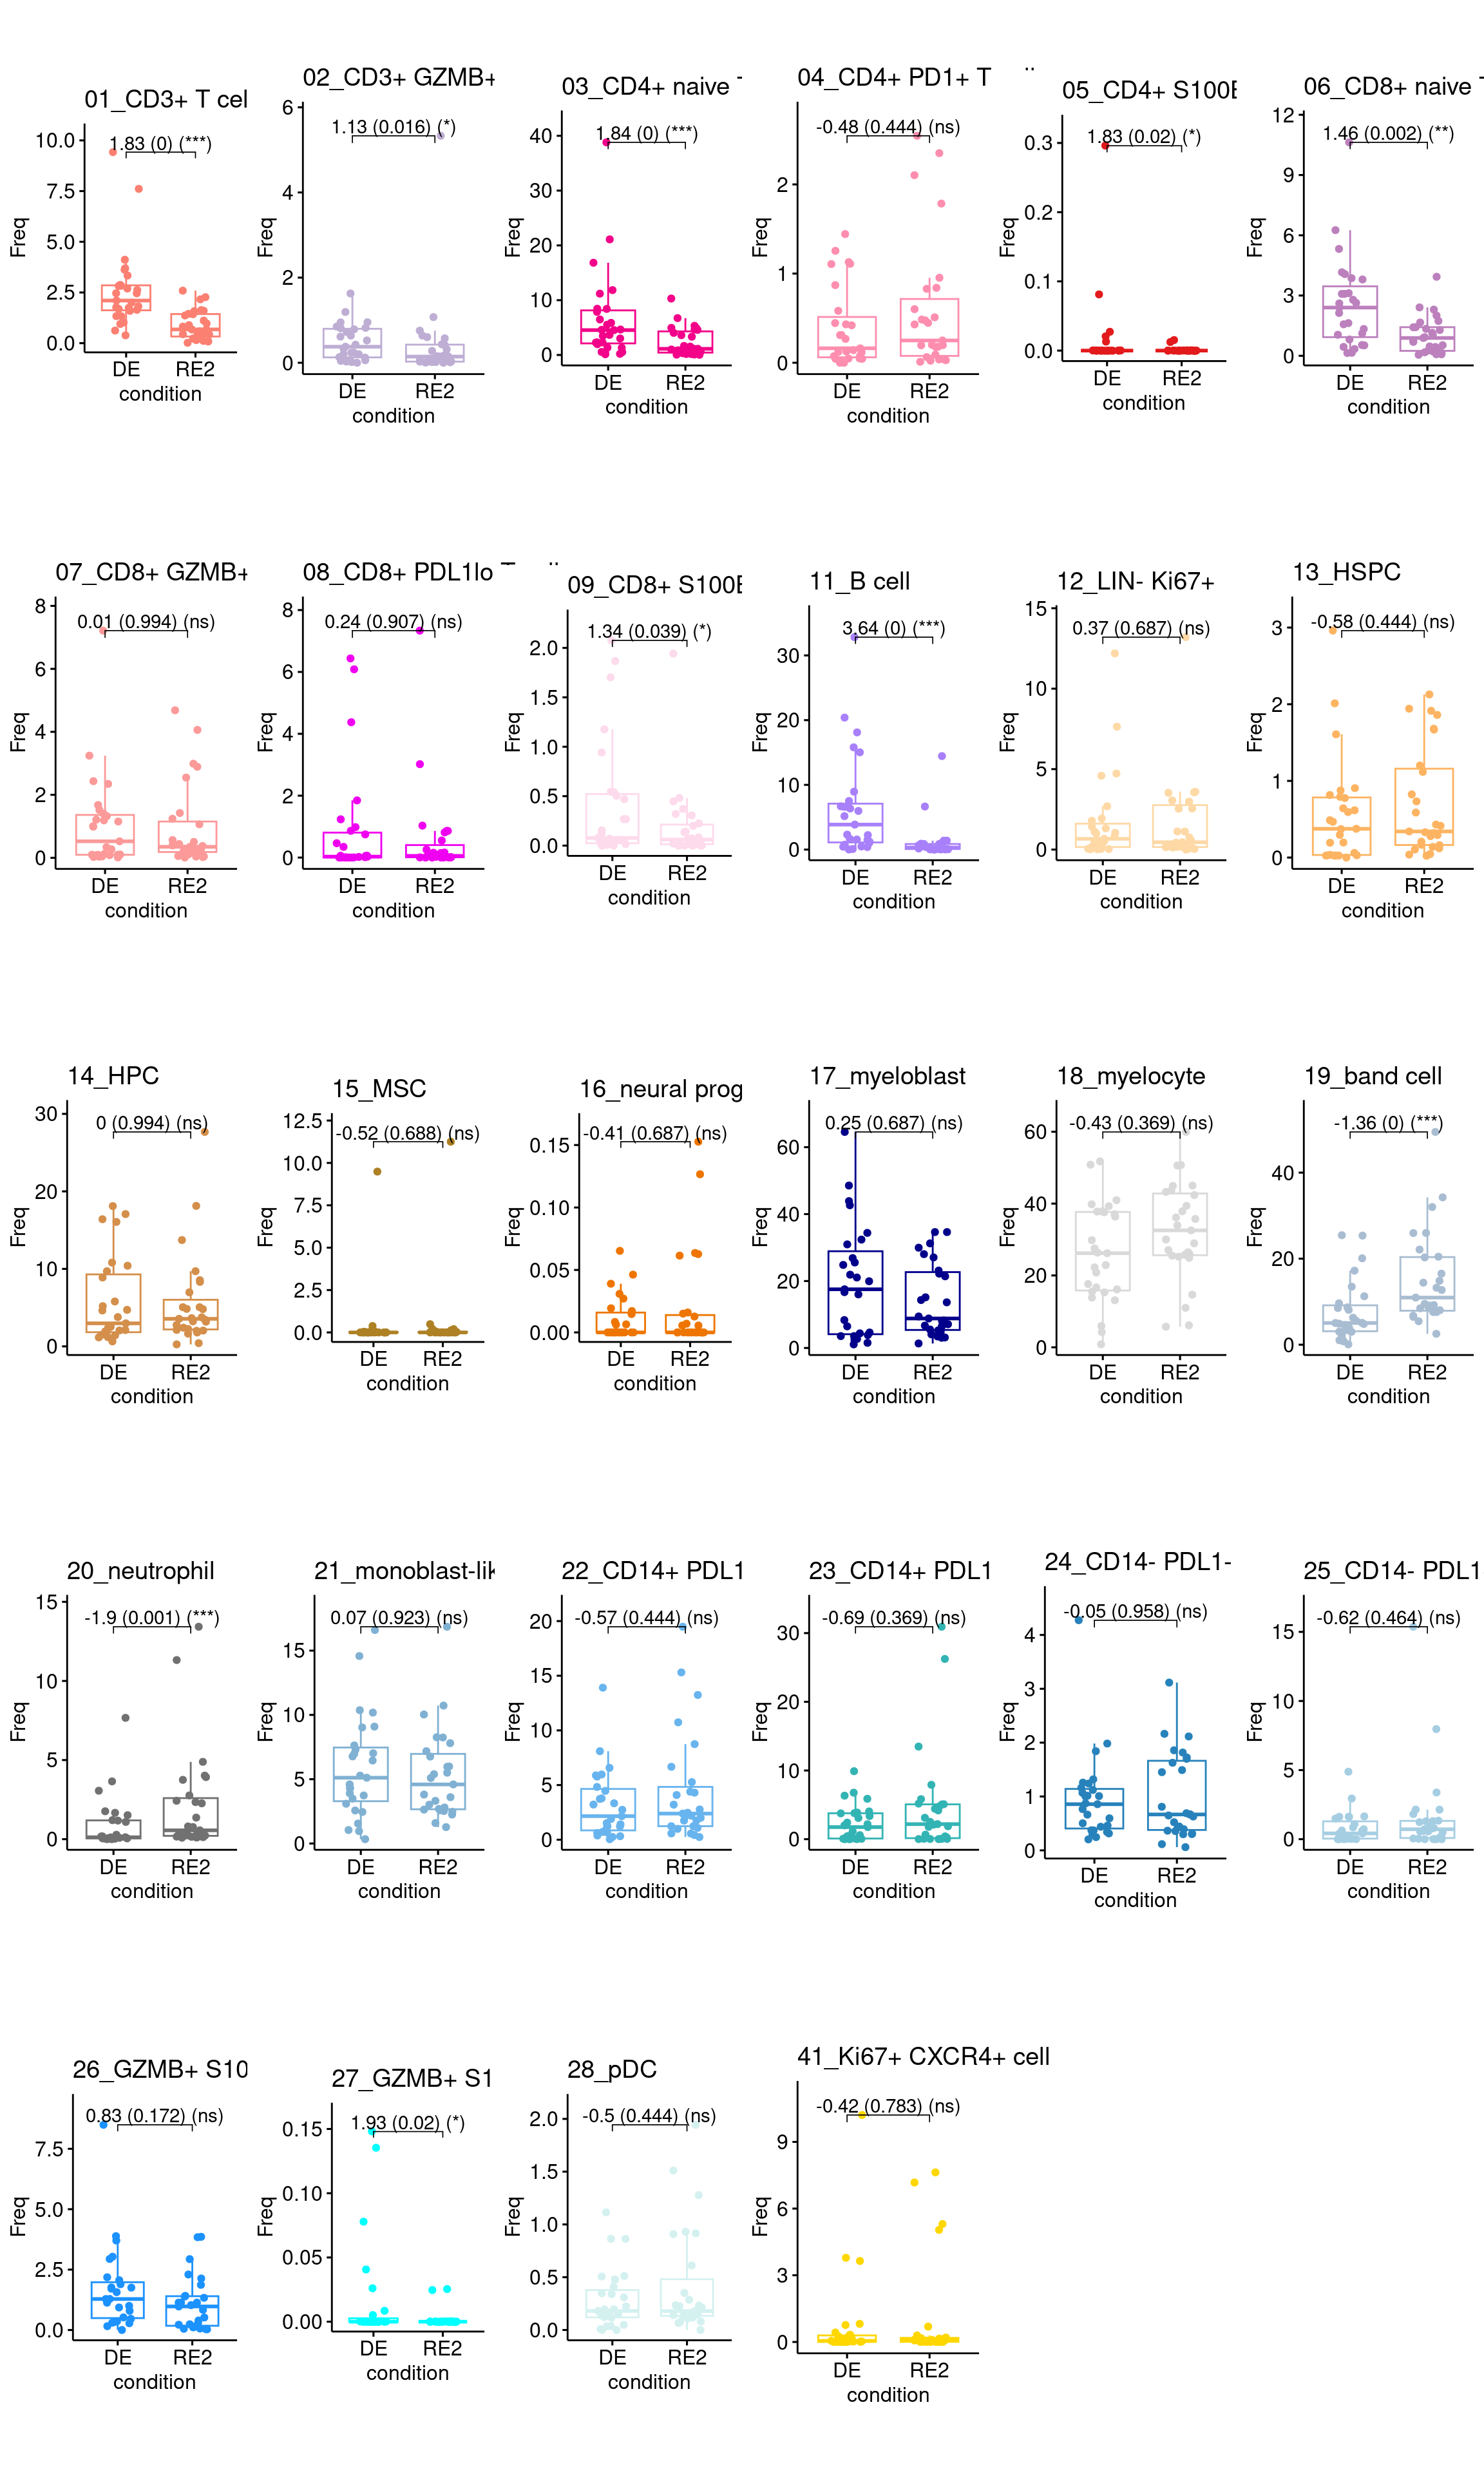 01_CD3+ T cel
1.83 (0) (***)
10.0
7.5
5.0
2.5
0.0
Freq
DE RE2
condition
02_CD3+ GZMB+
1.13 (0.016) (*)
6
4
2
0
Freq
DE RE2
condition
03_CD4+ naive
1.84 (0) (***)
40
30
20
10
0
Freq
DE RE2
condition
04_CD4+ PD1+ T
-0.48 (0.444) (ns)
2
1
0
Freq
DE RE2
condition
05_CD4+ S100
1.83 (0.02) (*)
0.3
0.2
0.1
0.0
Freq
DE RE2
condition
06_CD8+ naive
1.46 (0.002) (**)
12
9
6
3
0
Freq
DE RE2
condition
07_CD8+ GZMB+
0.01 (0.994) (ns)
8
6
4
2
0
Freq
DE RE2
condition
08_CD8+ PDL1lo
0.24 (0.907) (ns)
8
6
4
2
0
Freq
DE RE2
condition
09_CD8+ S100
1.34 (0.039) (*)
2.0
1.5
1.0
0.5
0.0
Freq
DE RE2
condition
11_B cell
3.64 (0) (***)
30
20
10
0
Freq
DE RE2
condition
12_LIN- Ki67+
0.37 (0.687) (ns)
15
10
5
0
Freq
DE RE2
condition
13_HSPC
-0.58 (0.444) (ns)
3
2
1
0
Freq
DE RE2
condition
14_HPC
0 (0.994) (ns)
30
20
10
0
Freq
DE RE2
condition
15_MSC
-0.52 (0.688) (ns)
12.5
10.0
7.5
5.0
2.5
0.0
Freq
DE RE2
condition
16_neural prog
-0.41 (0.687) (ns)
0.15
0.10
0.05
0.00
Freq
DE RE2
condition
17_myeloblast
0.25 (0.687) (ns)
60
40
20
0
Freq
DE RE2
condition
18_myelocyte
-0.43 (0.369) (ns)
60
40
20
0
Freq
DE RE2
condition
19_band cell
-1.36 (0) (***)
40
20
0
Freq
DE RE2
condition
20_neutrophil
-1.9 (0.001) (***)
15
10
5
0
Freq
DE RE2
condition
21_monoblast-lik
0.07 (0.923) (ns)
15
10
5
0
Freq
DE RE2
condition
22_CD14+ PDL1
-0.57 (0.444) (ns)
20
15
10
5
0
Freq
DE RE2
condition
23_CD14+ PDL1
-0.69 (0.369) (ns)
30
20
10
0
Freq
DE RE2
condition
24_CD14- PDL1-
-0.05 (0.958) (ns)
4
3
2
1
0
Freq
DE RE2
condition
25_CD14- PDL1
-0.62 (0.464) (ns)
15
10
5
0
Freq
DE RE2
condition
26_GZMB+ S10
0.83 (0.172) (ns)
7.5
5.0
2.5
0.0
Freq
DE RE2
condition
27_GZMB+ S1
1.93 (0.02) (*)
0.15
0.10
0.05
0.00
Freq
DE RE2
condition
28_pDC
-0.5 (0.444) (ns)
2.0
1.5
1.0
0.5
0.0
Freq
DE RE2
condition
41_Ki67+ CXCR4+ cell
-0.42 (0.783) (ns)
9
6
3
0
Freq
DE RE2
condition